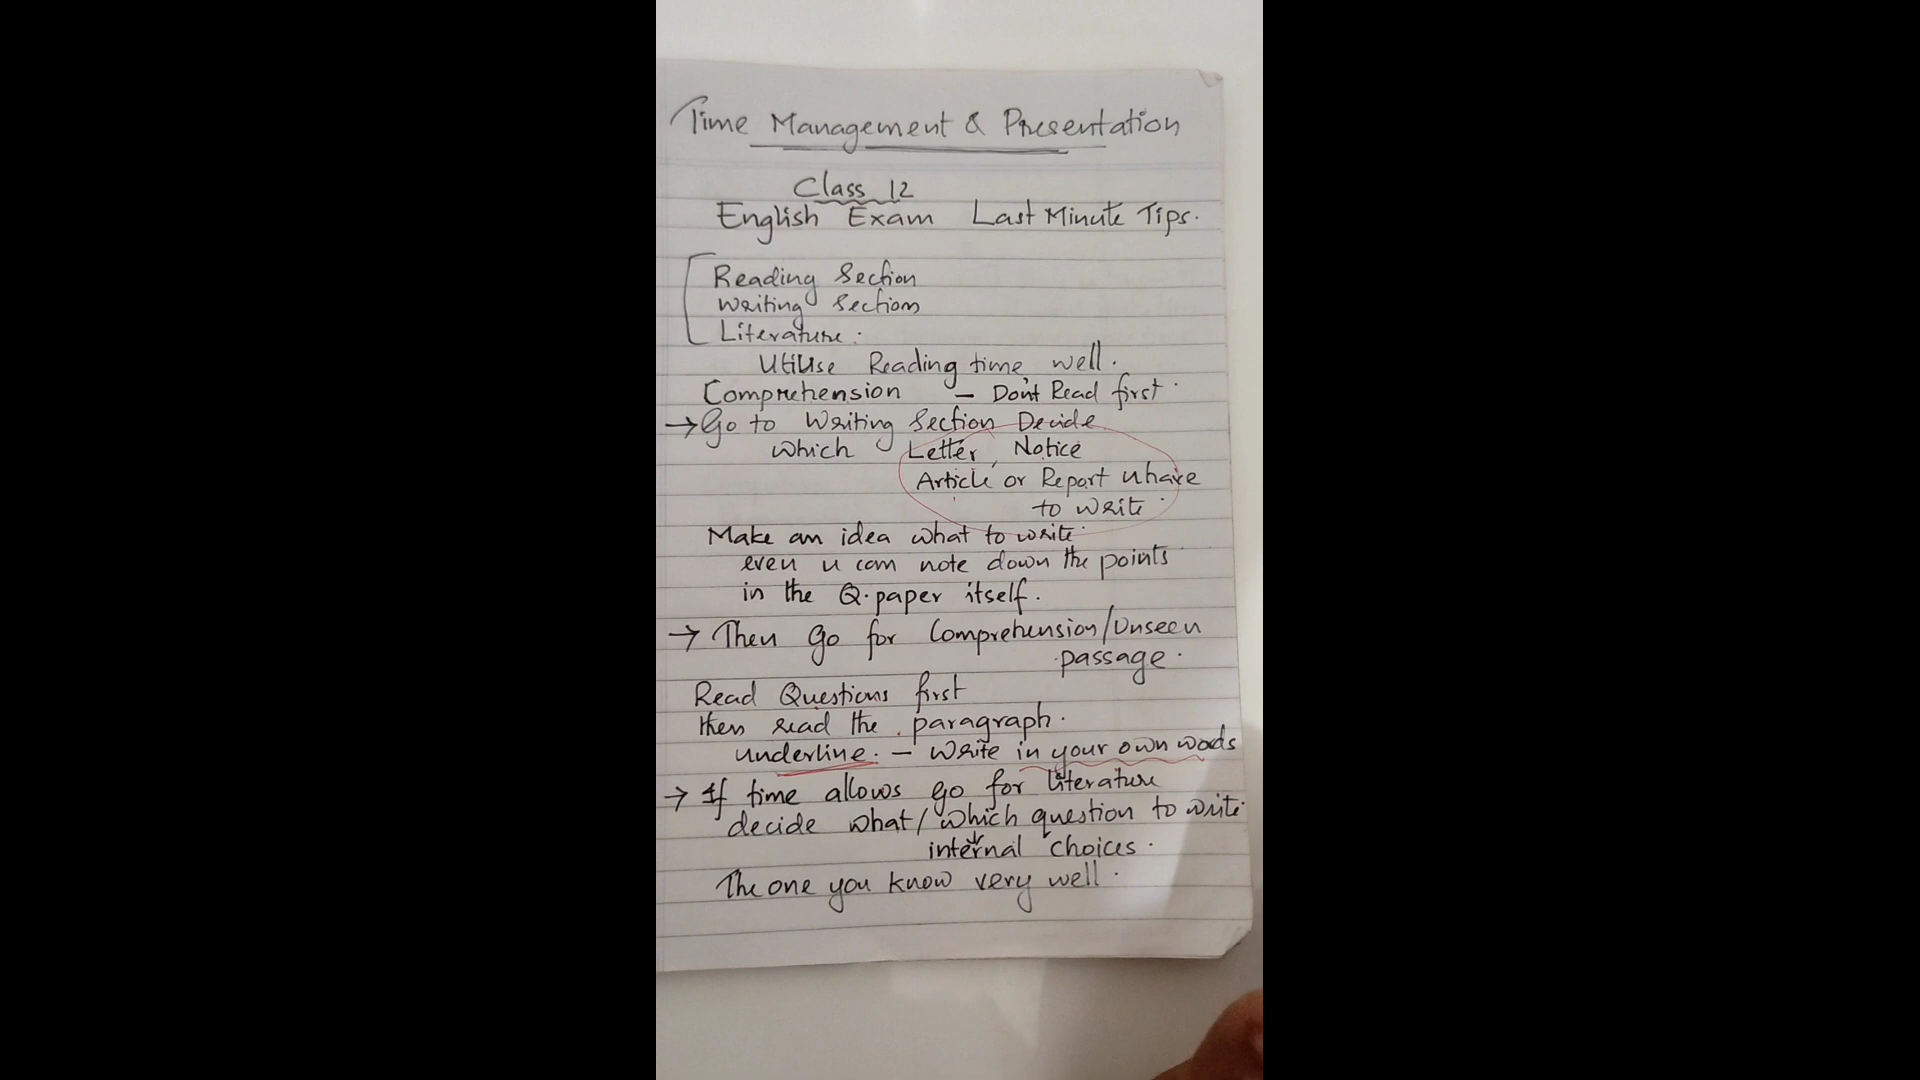 Time Management & Presentation
Class 12
English Exam Last Minute Tips.
Reading Section
Writing Section
Literature:
Utilise Reading time well.
Comprehension - Don't Read first.
→ Go to Writing Section Decide
which Letter, Notice
Article or Report u have
to write.
Make an idea what to write.
even u can note down the points
in the Q.paper itself.
→ Then Go for Comprehension/Unseen
passage.
Read Questions first
then read the paragraph.
underline. - Write in your own wods
→ If time allows go for literature
decide what/which question to write.
internal choices.
The one you know very well.